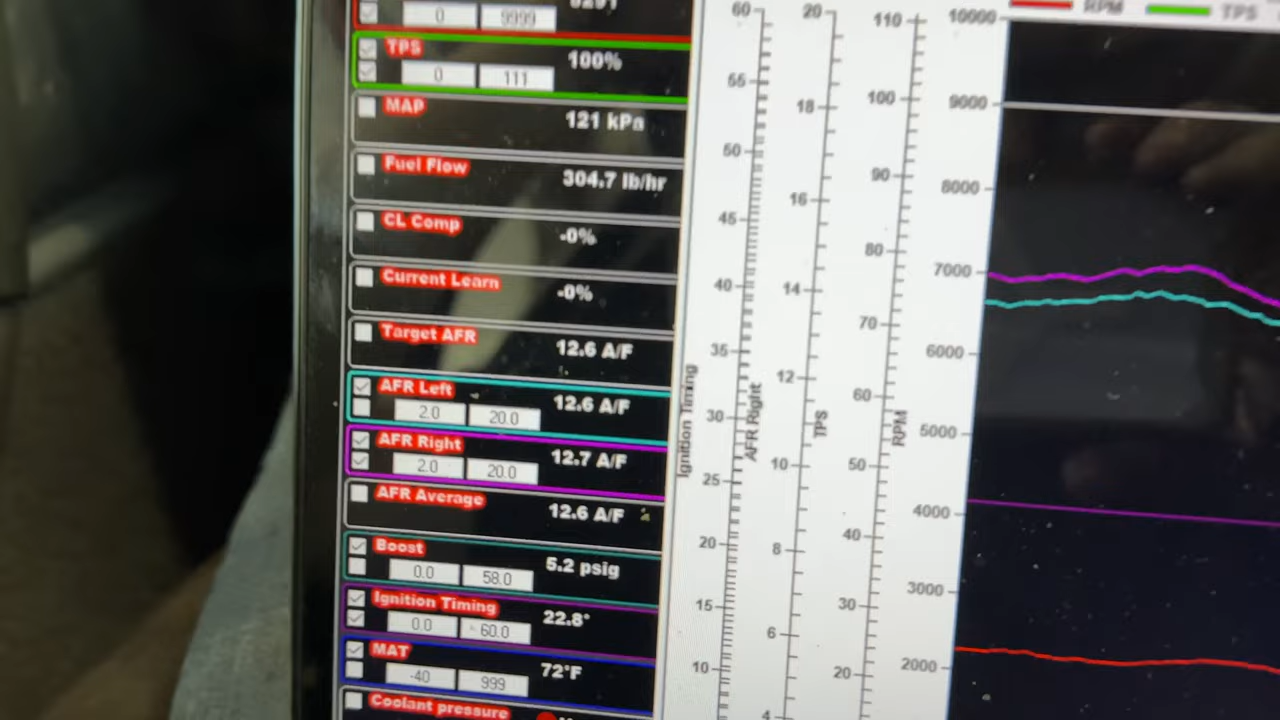 0 9999
TPS 100%
0 111
MAP 121 kPa
Fuel Flow 304.7 lb/hr
CL Comp -0%
Current Learn -0%
Target AFR 12.6 A/F
AFR Left 12.6 A/F
2.0 20.0
AFR Right 12.7 A/F
2.0 20.0
AFR Average 12.6 A/F
Boost 5.2 psig
0.0 58.0
Ignition Timing 22.8°
0.0 60.0
MAT 72°F
-40 999
Coolant pressure
60
55
50
45
40
35
30
25
20
15
10
Ignition Timing
20
18
16
14
12
10
8
6
4
AFR Right
110
100
90
80
70
60
50
40
30
20
TPS
10000
9000
8000
7000
6000
5000
4000
3000
2000
RPM
RPM TPS